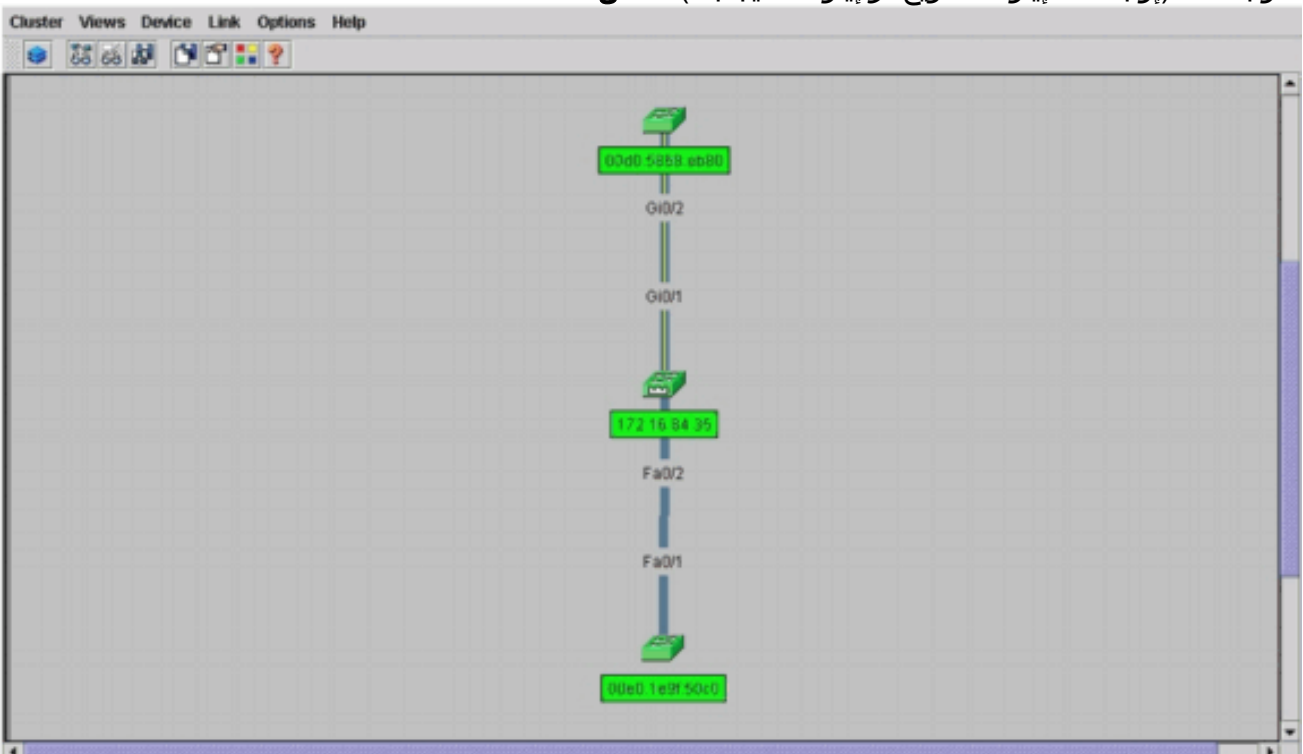 Cluster Views Device Link Options Help
00d0.5868.eb80
Gi0/2
Gi0/1
172.16.84.35
Fa0/2
Fa0/1
00e0.1e9f.50c0